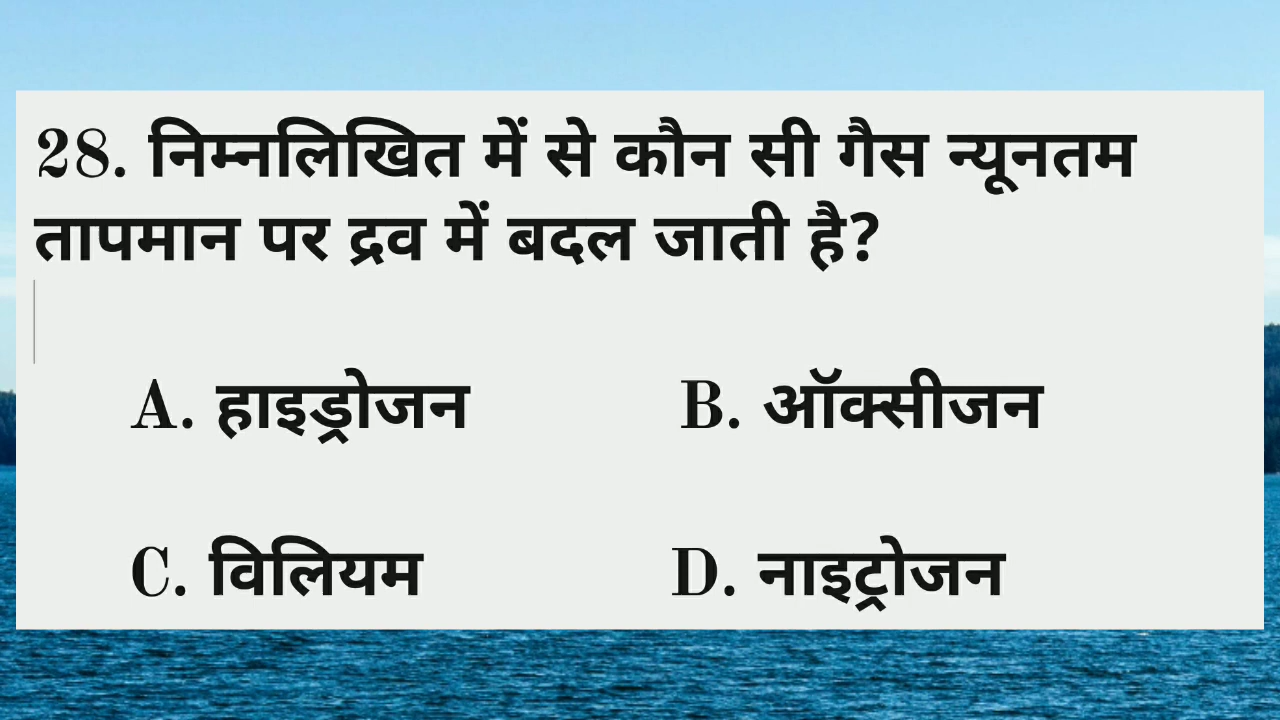 28. निम्नलिखित में से कौन सी गैस न्यूनतम
तापमान पर द्रव में बदल जाती है?
A. हाइड्रोजन B. ऑक्सीजन
C. विलियम D. नाइट्रोजन